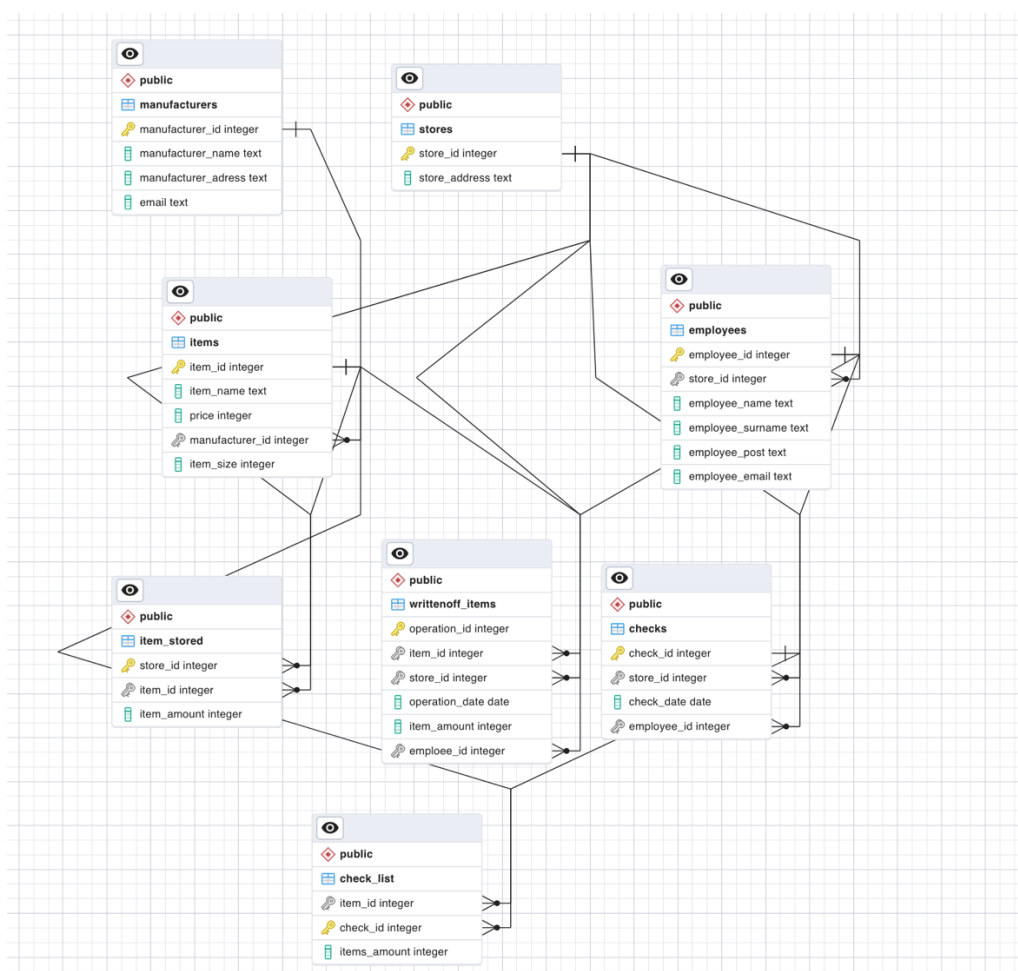 public
manufacturers
manufacturer_id integer
manufacturer_name text
manufacturer_adress text
email text
public
stores
store_id integer
store_address text
public
items
item_id integer
item_name text
price integer
manufacturer_id integer
item_size integer
public
employees
employee_id integer
store_id integer
employee_name text
employee_surname text
employee_post text
employee_email text
public
item_stored
store_id integer
item_id integer
item_amount integer
public
writtenoff_items
operation_id integer
item_id integer
store_id integer
operation_date date
item_amount integer
emploee_id integer
public
checks
check_id integer
store_id integer
check_date date
employee_id integer
public
check_list
item_id integer
check_id integer
items_amount integer